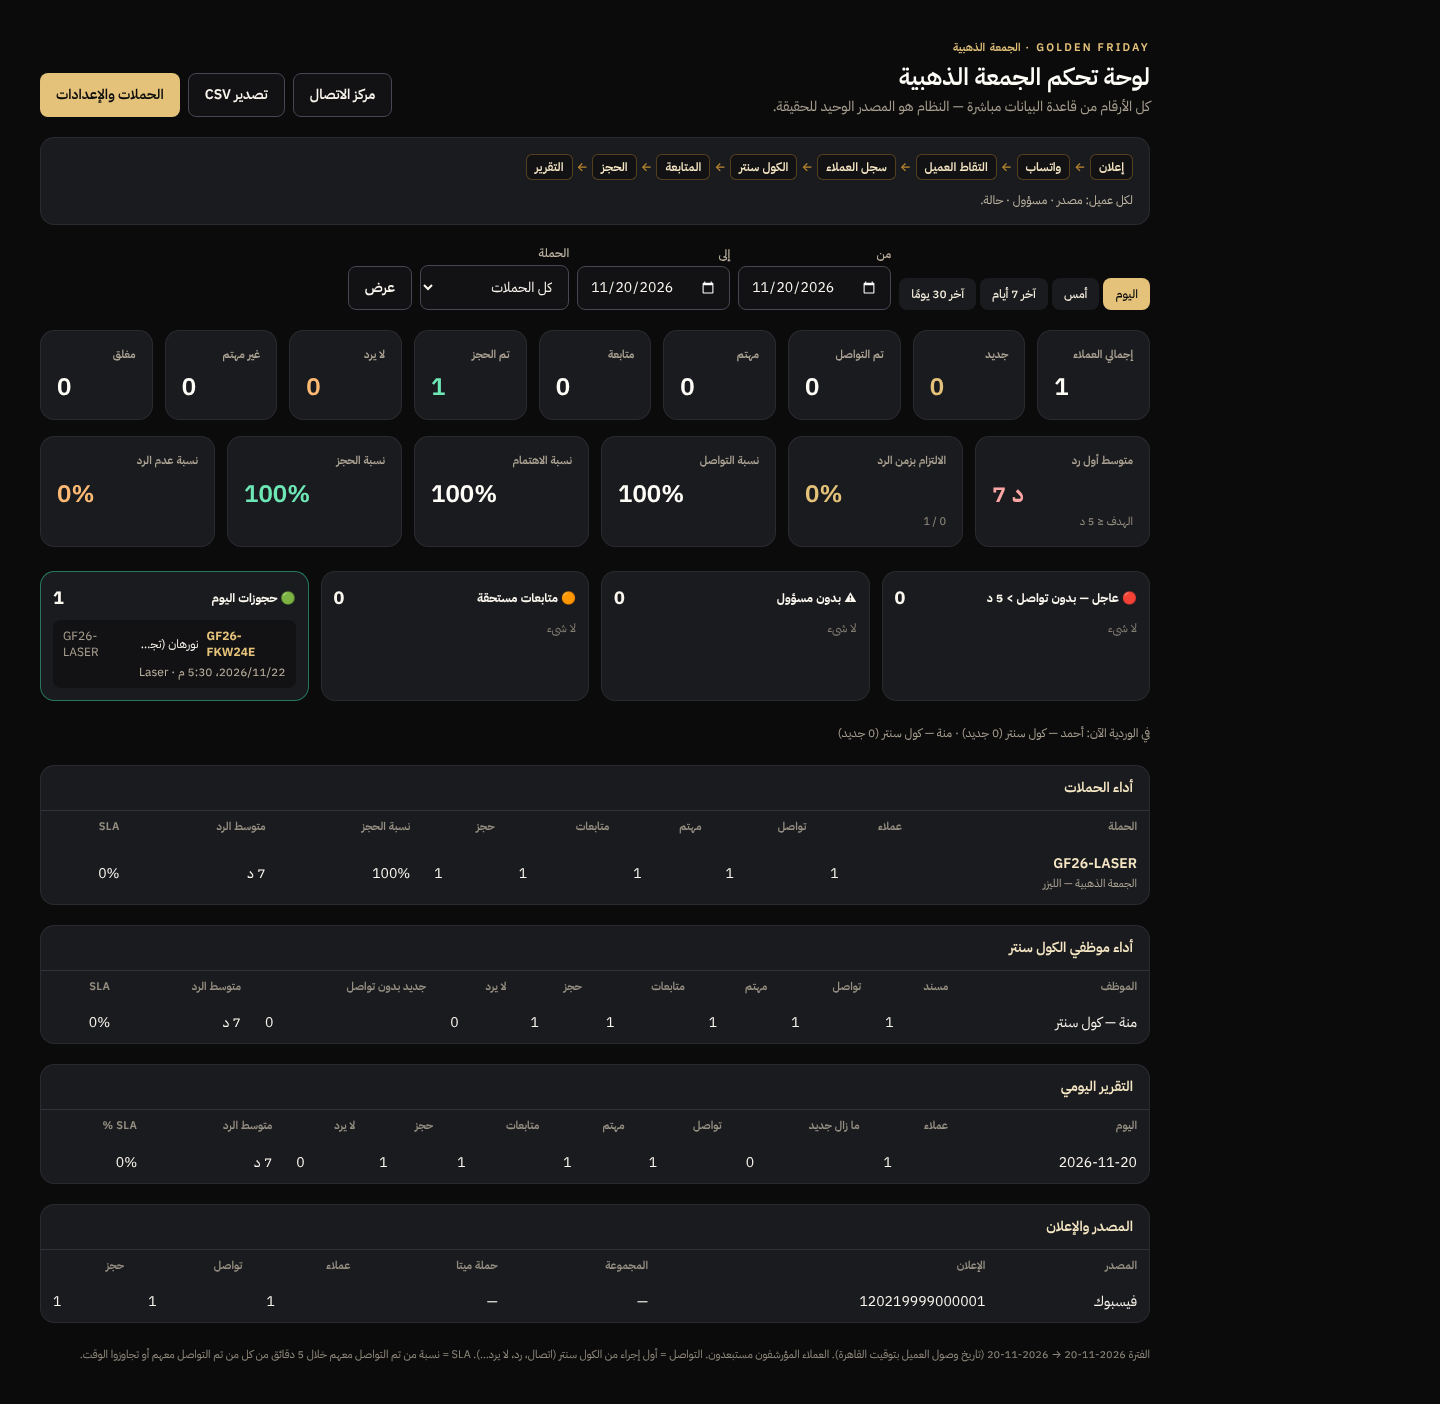 GOLDEN FRIDAY · الجمعة الذهبية
لوحة تحكم الجمعة الذهبية
كل الأرقام من قاعدة البيانات مباشرة — النظام هو المصدر الوحيد للحقيقة.
مركز الاتصال
تصدير CSV
الحملات والإعدادات
إعلان ← واتساب ← التقاط العميل ← سجل العملاء ← الكول سنتر ← المتابعة ← الحجز ← التقرير
لكل عميل: مصدر · مسؤول · حالة.
اليوم
أمس
آخر 7 أيام
آخر 30 يومًا
من
11/20/2026
إلى
11/20/2026
الحملة
كل الحملات
عرض
إجمالي العملاء
1
جديد
0
تم التواصل
0
مهتم
0
متابعة
0
تم الحجز
1
لا يرد
0
غير مهتم
0
مغلق
0
متوسط أول رد
7 د
الهدف ≤ 5 د
الالتزام بزمن الرد
0%
0 / 1
نسبة التواصل
100%
نسبة الاهتمام
100%
نسبة الحجز
100%
نسبة عدم الرد
0%
🔴 عاجل — بدون تواصل > 5 د
0
لا شيء
⚠ بدون مسؤول
0
لا شيء
🟠 متابعات مستحقة
0
لا شيء
🟢 حجوزات اليوم
1
GF26-FKW24E
نورهان (تجـ…
GF26-LASER
2026/11/22، 5:30 م · Laser
في الوردية الآن: أحمد — كول سنتر (0 جديد) · منة — كول سنتر (0 جديد)
أداء الحملات
الحملة عملاء تواصل مهتم متابعات حجز نسبة الحجز متوسط الرد SLA
GF26-LASER 1 1 1 1 1 100% 7 د 0%
الجمعة الذهبية — الليزر
أداء موظفي الكول سنتر
الموظف مسند تواصل مهتم متابعات حجز لا يرد جديد بدون تواصل متوسط الرد SLA
منة — كول سنتر 1 1 1 1 1 0 0 7 د 0%
التقرير اليومي
اليوم عملاء ما زال جديد تواصل مهتم متابعات حجز لا يرد متوسط الرد SLA %
2026-11-20 1 0 1 1 1 1 0 7 د 0%
المصدر والإعلان
المصدر الإعلان المجموعة حملة ميتا عملاء تواصل حجز
فيسبوك 120219999000001 — — 1 1 1
الفترة 2026-11-20 → 2026-11-20 (تاريخ وصول العميل بتوقيت القاهرة). العملاء المؤرشفون مستبعدون. التواصل = أول إجراء من الكول سنتر (اتصال، رد، لا يرد…). SLA = نسبة من تم التواصل معهم خلال 5 دقائق من كل من تم التواصل معهم أو تجاوزوا الوقت.